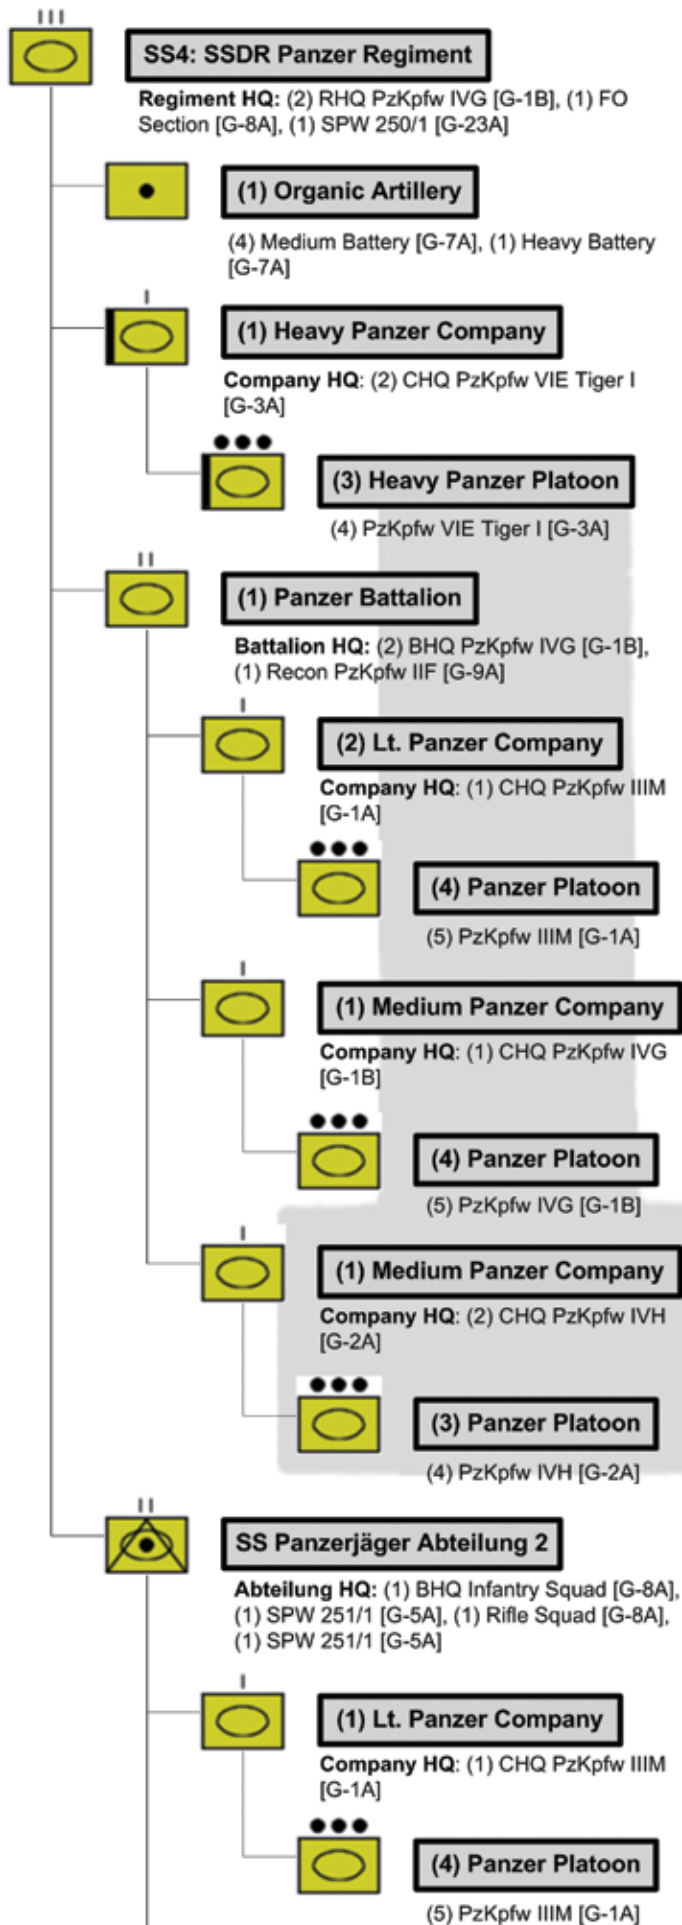 SS4: SSDR Panzer Regiment
Regiment HQ: (2) RHQ PzKpfw IVG [G-1B], (1) FO
Section [G-8A], (1) SPW 250/1 [G-23A]
(1) Organic Artillery
(4) Medium Battery [G-7A], (1) Heavy Battery
[G-7A]
(1) Heavy Panzer Company
Company HQ: (2) CHQ PzKpfw VIE Tiger I
[G-3A]
(3) Heavy Panzer Platoon
(4) PzKpfw VIE Tiger I [G-3A]
(1) Panzer Battalion
Battalion HQ: (2) BHQ PzKpfw IVG [G-1B],
(1) Recon PzKpfw IIF [G-9A]
(2) Lt. Panzer Company
Company HQ: (1) CHQ PzKpfw IIIM
[G-1A]
(4) Panzer Platoon
(5) PzKpfw IIIM [G-1A]
(1) Medium Panzer Company
Company HQ: (1) CHQ PzKpfw IVG
[G-1B]
(4) Panzer Platoon
(5) PzKpfw IVG [G-1B]
(1) Medium Panzer Company
Company HQ: (2) CHQ PzKpfw IVH
[G-2A]
(3) Panzer Platoon
(4) PzKpfw IVH [G-2A]
SS Panzerjäger Abteilung 2
Abteilung HQ: (1) BHQ Infantry Squad [G-8A],
(1) SPW 251/1 [G-5A], (1) Rifle Squad [G-8A],
(1) SPW 251/1 [G-5A]
(1) Lt. Panzer Company
Company HQ: (1) CHQ PzKpfw IIIM
[G-1A]
(4) Panzer Platoon
(5) PzKpfw IIIM [G-1A]